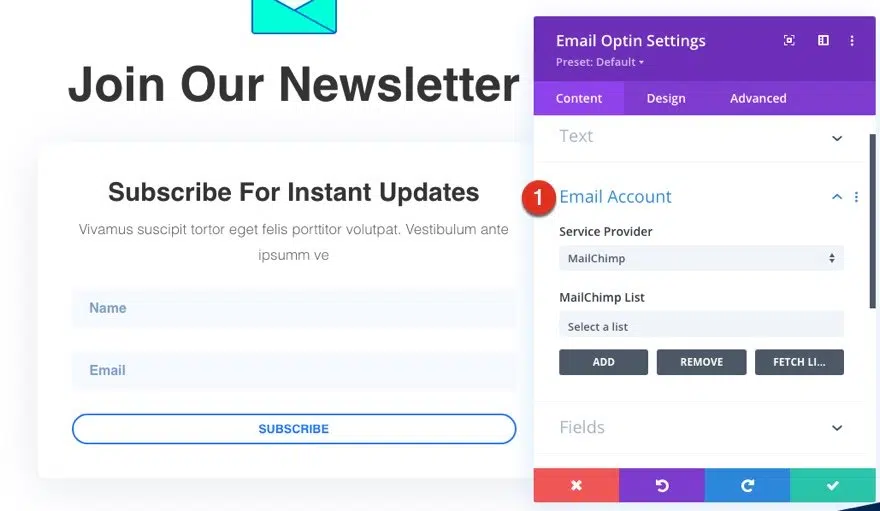 Join Our Newsletter
Subscribe For Instant Updates
Vivamus suscipit tortor eget felis porttitor volutpat. Vestibulum ante
ipsumm ve
Name
Email
SUBSCRIBE
Email Optin Settings
Preset: Default
Content Design Advanced
Text
1 Email Account
Service Provider
MailChimp
MailChimp List
Select a list
ADD REMOVE FETCH LI...
Fields